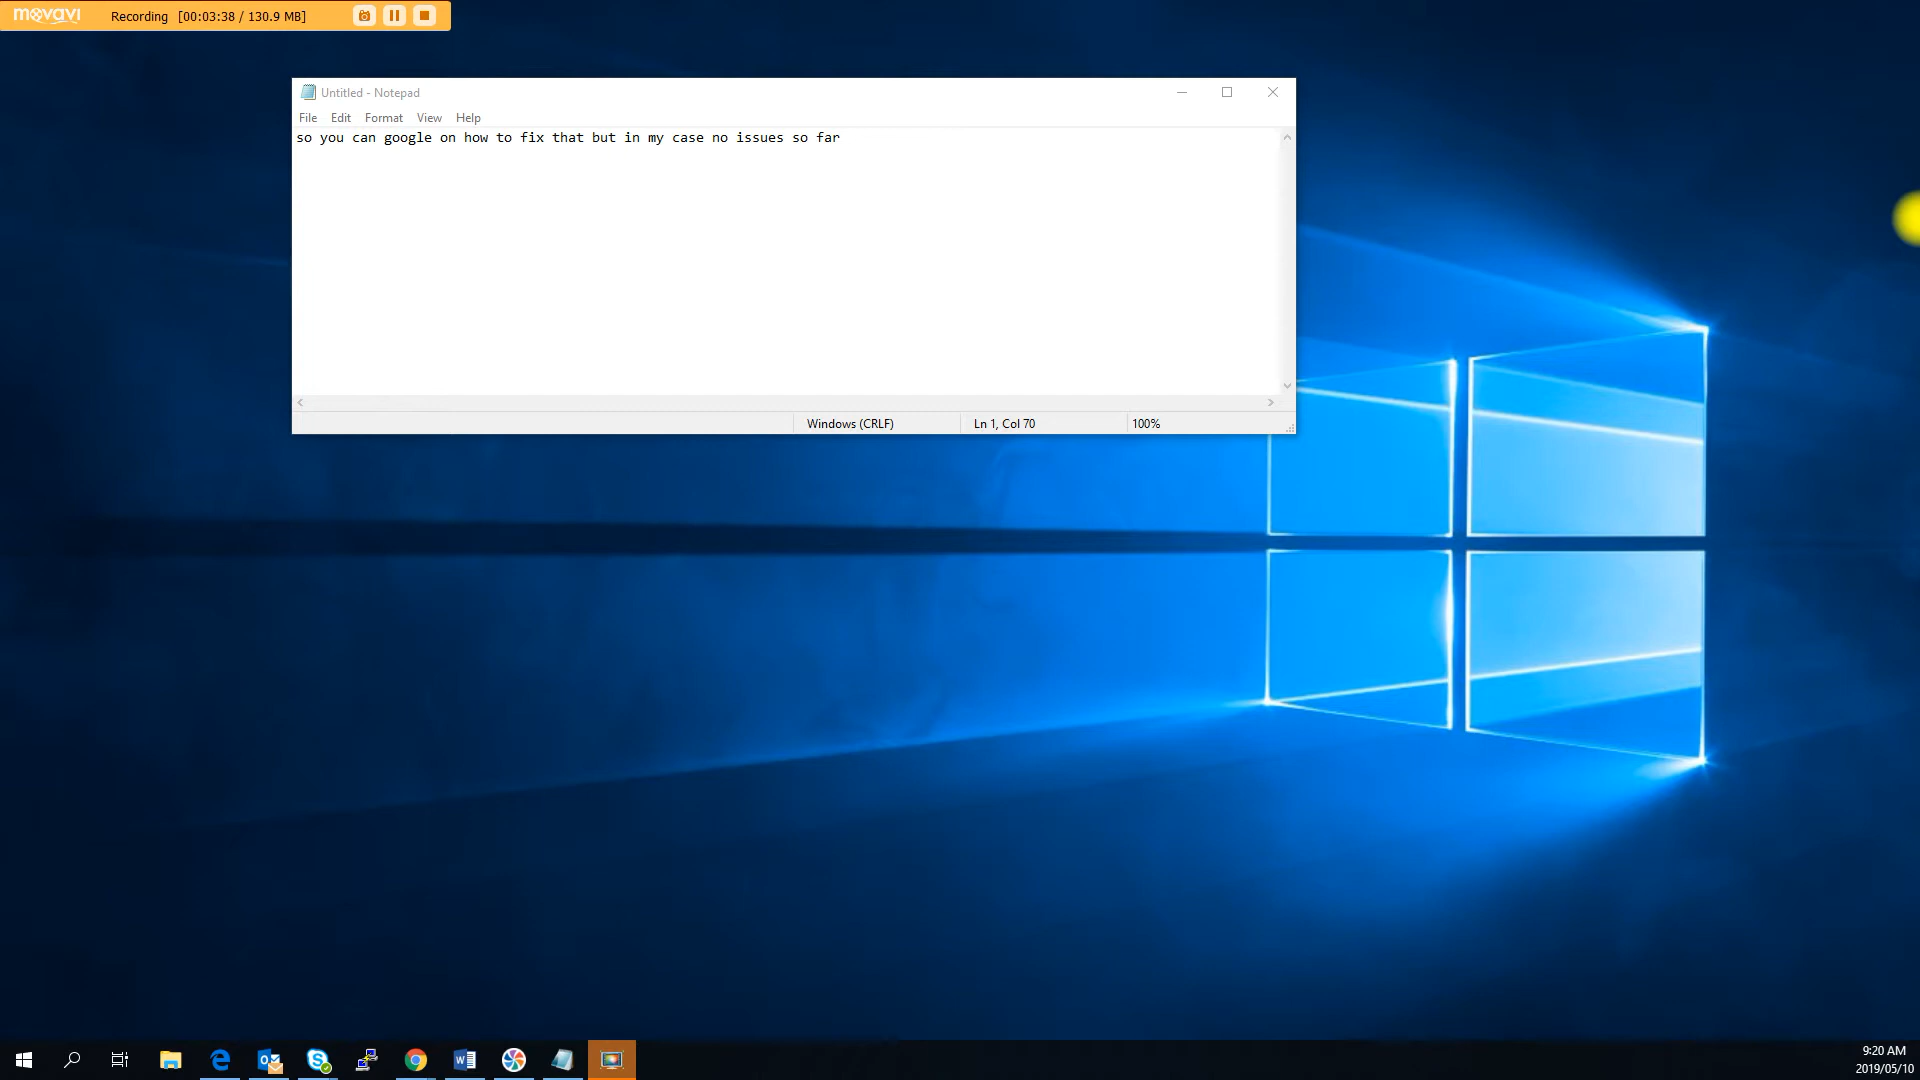 movavi Recording [00:03:38 / 130.9 MB]
Untitled - Notepad
File Edit Format View Help
so you can google on how to fix that but in my case no issues so far
Windows (CRLF) Ln 1, Col 70 100%
9:20 AM
2019/05/10